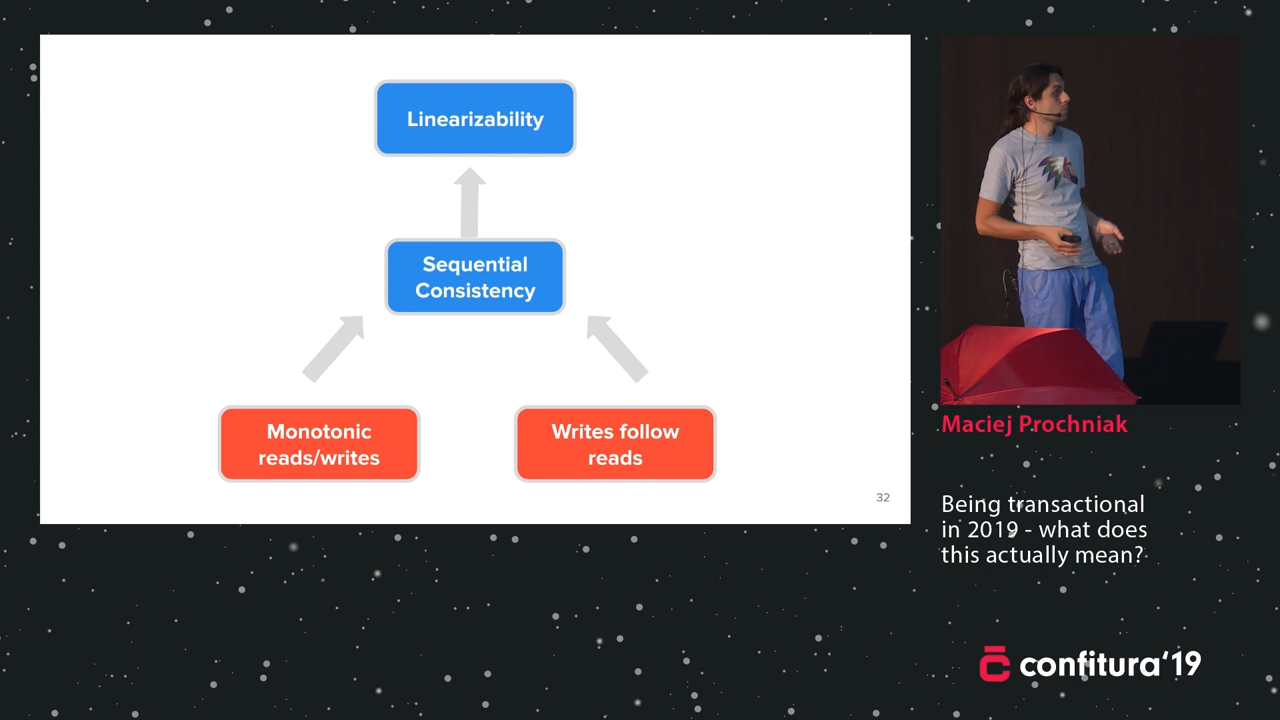 Linearizability
Sequential
Consistency
Monotonic
reads/writes
Writes follow
reads
32
Maciej Prochniak
Being transactional
in 2019 - what does
this actually mean?
confitura'19